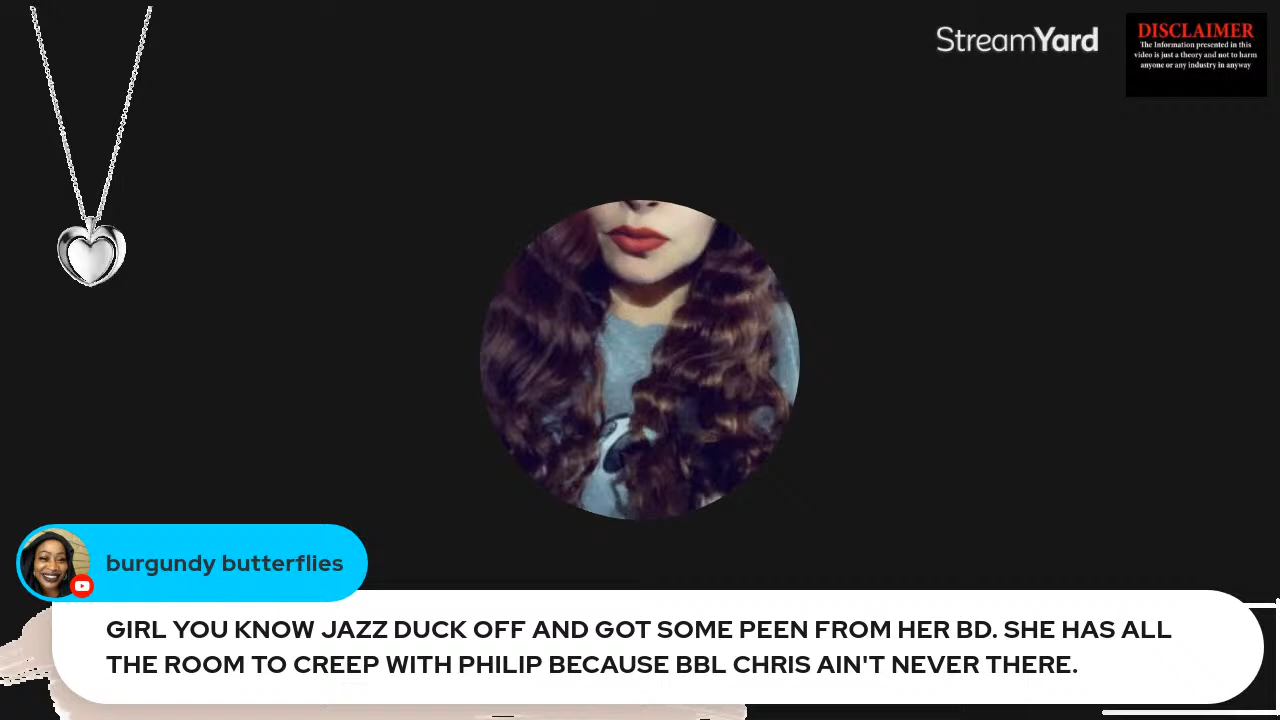 StreamYard
DISCLAIMER
The Information presented in this
video is just a theory and not to harm
anyone or any industry in anyway
burgundy butterflies
GIRL YOU KNOW JAZZ DUCK OFF AND GOT SOME PEEN FROM HER BD. SHE HAS ALL
THE ROOM TO CREEP WITH PHILIP BECAUSE BBL CHRIS AIN'T NEVER THERE.